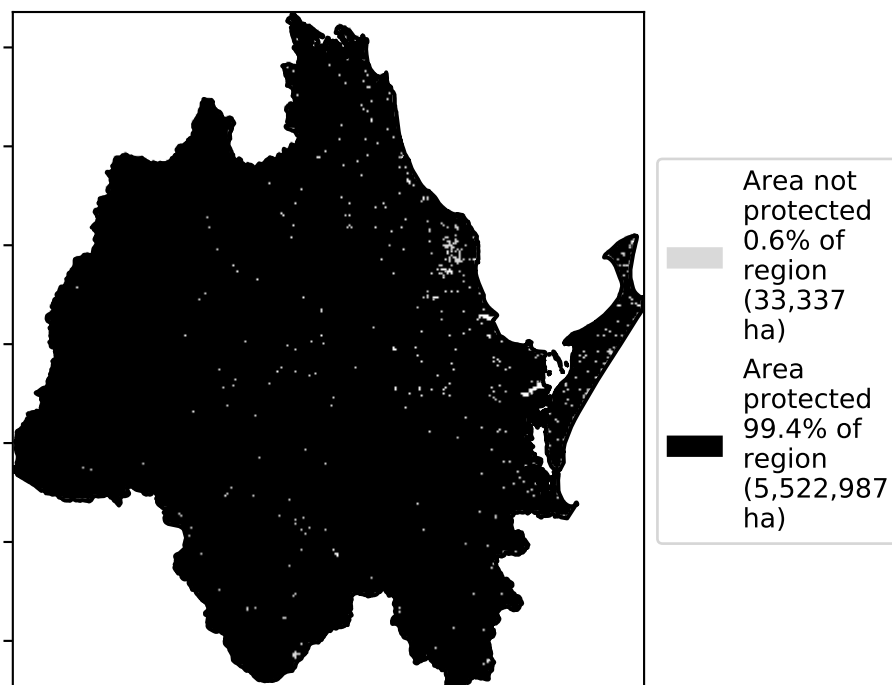 Area not
protected
0.6% of
region
(33,337
ha)
Area
protected
99.4% of
region
(5,522,987
ha)